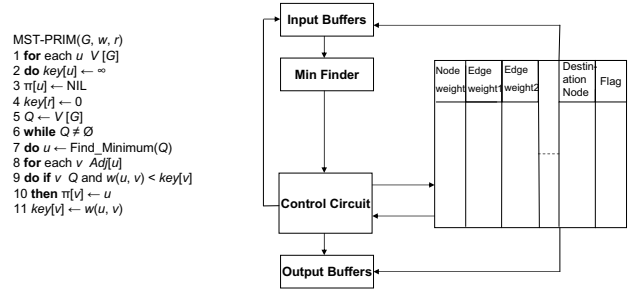 MST-PRIM(G, w, r)
1 for each u V [G]
2 do key[u] ← ∞
3 π[u] ← NIL
4 key[r] ← 0
5 Q ← V [G]
6 while Q ≠ Ø
7 do u ← Find_Minimum(Q)
8 for each v Adj[u]
9 do if v Q and w(u, v) < key[v]
10 then π[v] ← u
11 key[v] ← w(u, v)
Input Buffers
Min Finder
Control Circuit
Output Buffers
Node
weight
Edge
weight1
Edge
weight2
Destin-
ation
Node
Flag